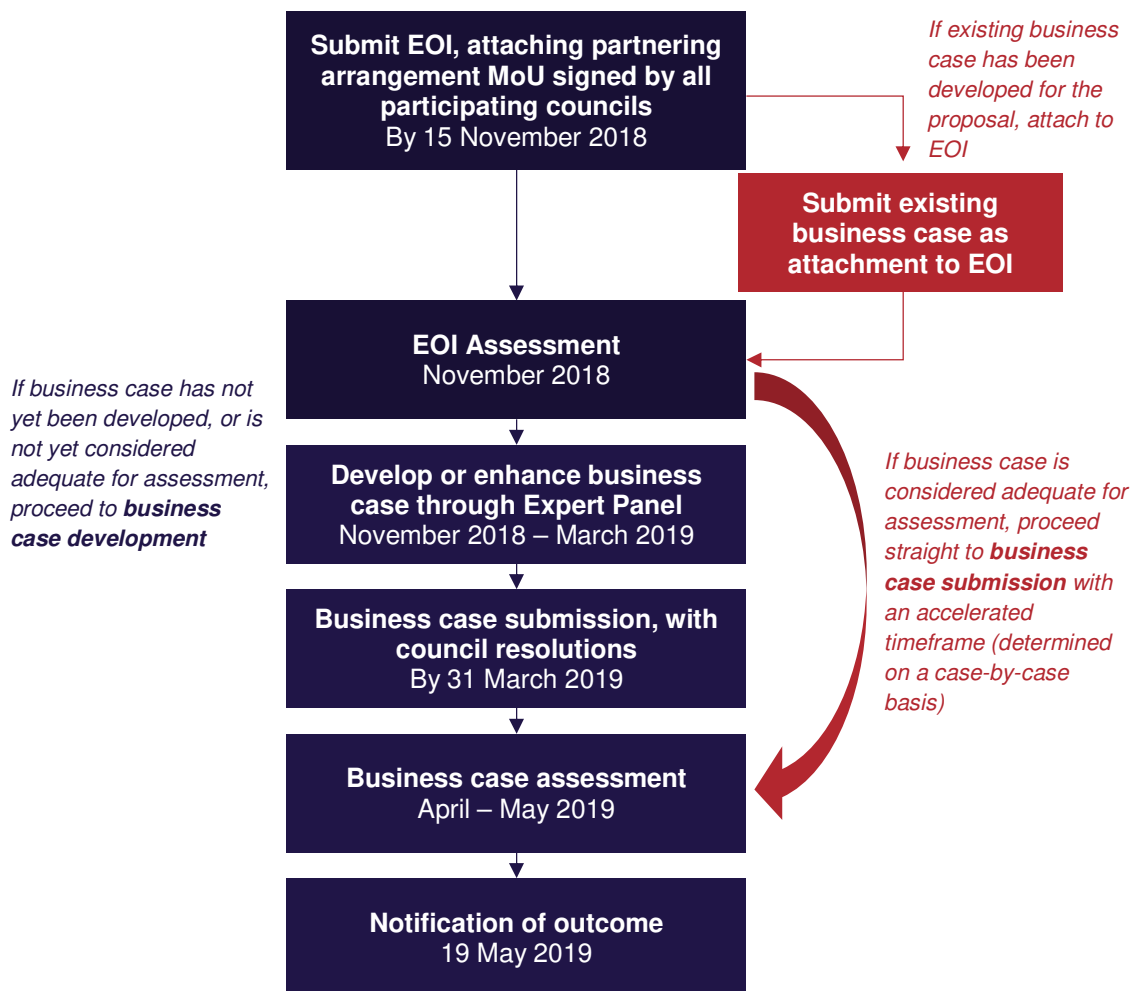 Submit EOI, attaching partnering
arrangement MoU signed by all
participating councils
By 15 November 2018
If existing business
case has been
developed for the
proposal, attach to
EOI
Submit existing
business case as
attachment to EOI
EOI Assessment
November 2018
If business case has not
yet been developed, or is
not yet considered
adequate for assessment,
proceed to business
case development
Develop or enhance business
case through Expert Panel
November 2018 – March 2019
If business case is
considered adequate for
assessment, proceed
straight to business
case submission with
an accelerated
timeframe (determined
on a case-by-case
basis)
Business case submission, with
council resolutions
By 31 March 2019
Business case assessment
April – May 2019
Notification of outcome
19 May 2019